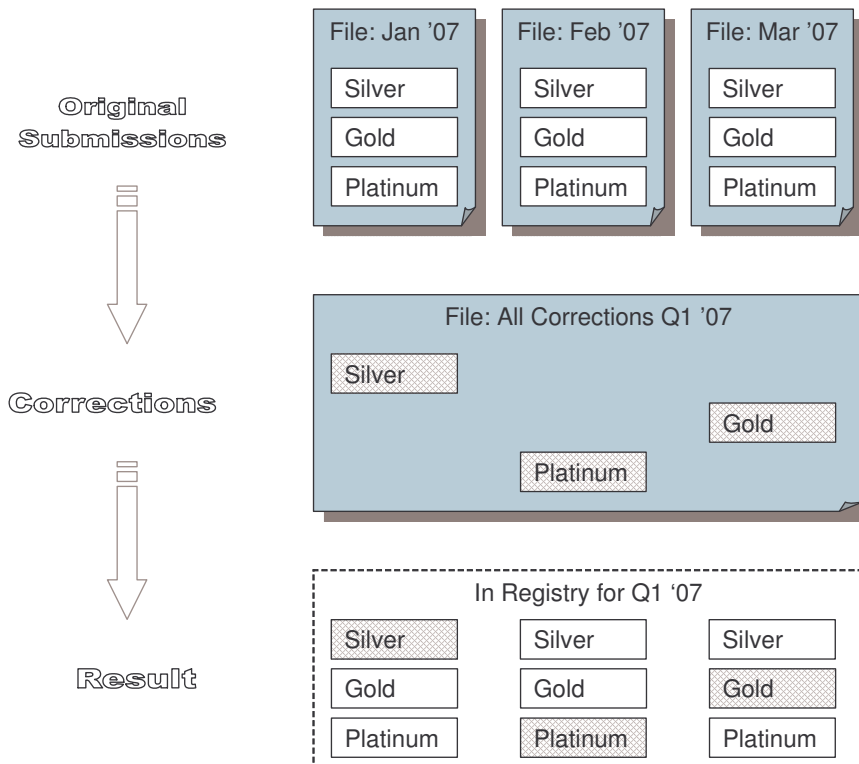 File: Jan '07
File: Feb '07
File: Mar '07
Original
Submissions
Silver
Silver
Silver
Gold
Gold
Gold
Platinum
Platinum
Platinum
File: All Corrections Q1 ’07
Corrections
Silver
Gold
Platinum
In Registry for Q1 ‘07
Result
Silver
Silver
Silver
Gold
Gold
Gold
Platinum
Platinum
Platinum